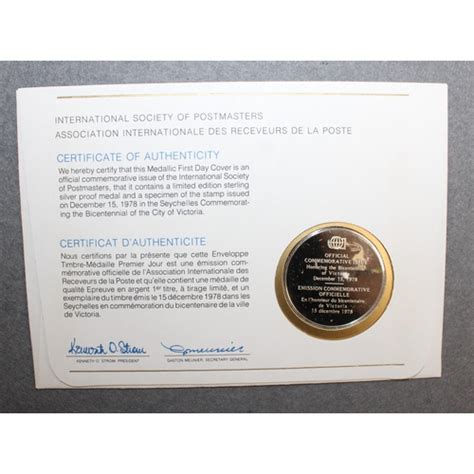 INTERNATIONAL SOCIETY OF POSTMASTERS
ASSOCIATION INTERNATIONALE DES RECEVEURS DE LA POSTE
CERTIFICATE OF AUTHENTICITY
We hereby certify that this Medallic First Day Cover is an
official commemorative issue of the International Society
of Postmasters, that it contains a limited edition sterling
silver proof medal and a specimen of the stamp issued
on December 15, 1978 in the Seychelles Commemorat-
ing the Bicentennial of the City of Victoria.
CERTIFICAT D'AUTHENTICITE
Nous certifions par la présente que cette Enveloppe
Timbre-Médaille Premier Jour est une émission com-
mémorative officielle de l'Association Internationale des
Receveurs de la Poste et qu'elle contient une médaille de
qualité Epreuve en argent 1er titre, à tirage limité, et un
exemplaire du timbre émis le 15 décembre 1978 dans les
Seychelles en commémoration du bicentenaire de la ville
de Victoria.
Kenneth O. Strom
KENNETH O. STROM, PRESIDENT
GASTON MEUNIER, SECRETARY GENERAL
OFFICIAL
COMMEMORATIVE ISSUE
Honoring the Bicentennial
of Victoria
December 15, 1978
EMISSION COMMEMORATIVE
OFFICIELLE
En l'honneur du bicentenaire
de Victoria
15 décembre 1978